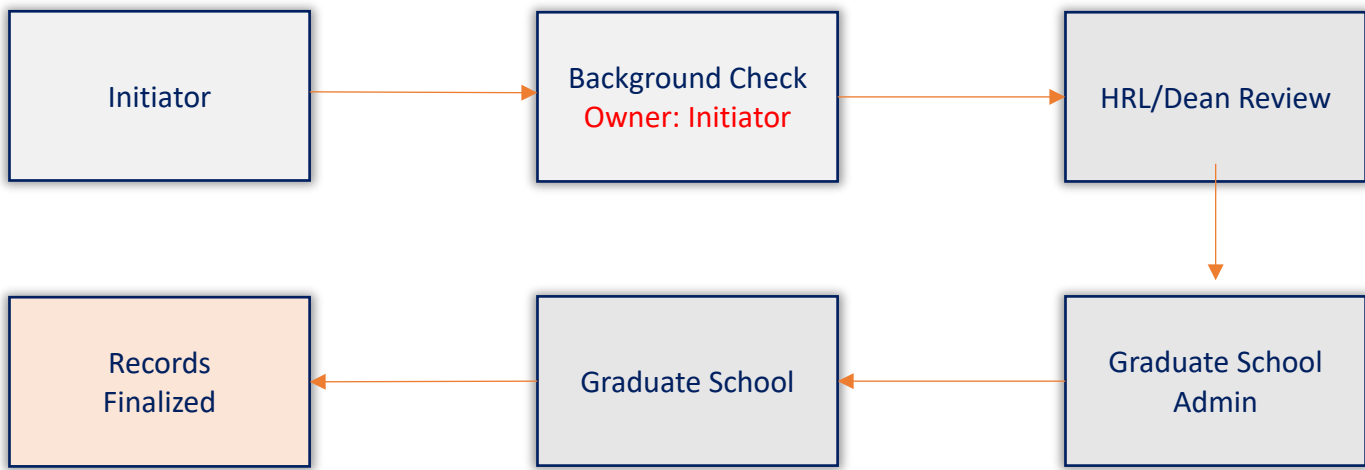 Initiator
Background Check
Owner: Initiator
HRL/Dean Review
Records
Finalized
Graduate School
Graduate School
Admin